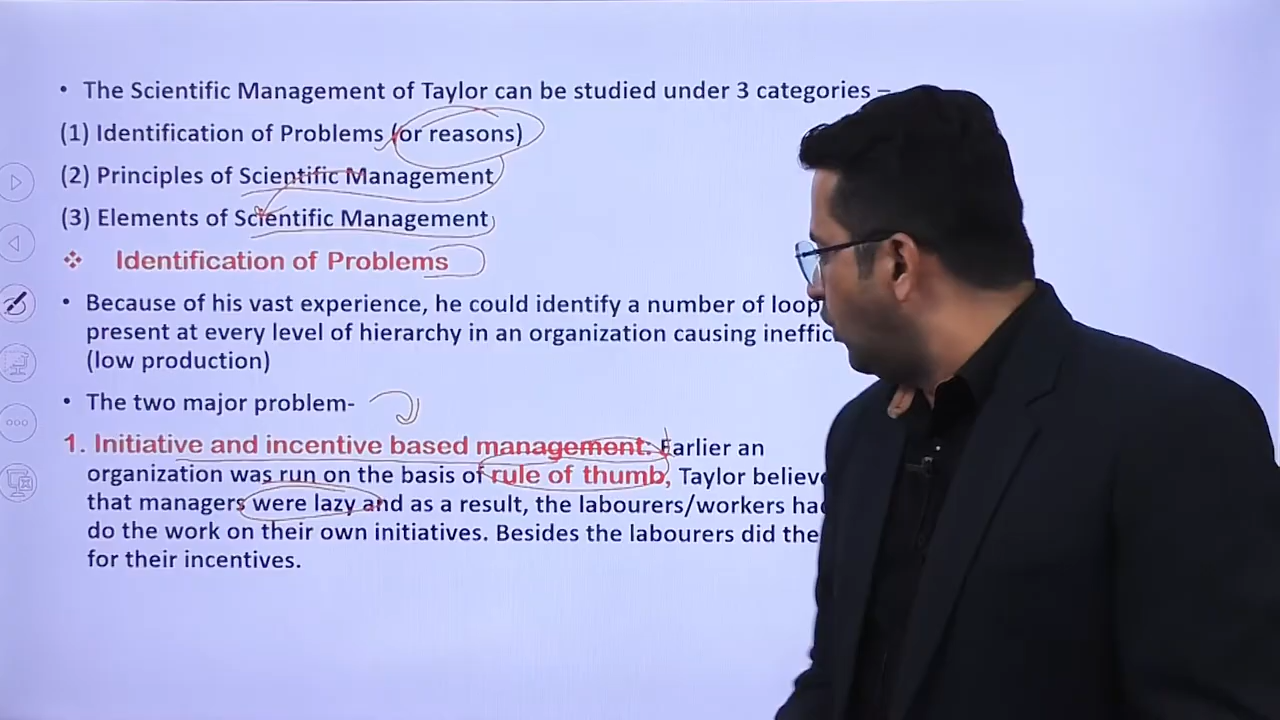 • The Scientific Management of Taylor can be studied under 3 categories –
(1) Identification of Problems (or reasons)
(2) Principles of Scientific Management
(3) Elements of Scientific Management
❖ Identification of Problems
• Because of his vast experience, he could identify a number of loop
present at every level of hierarchy in an organization causing ineffic
(low production)
• The two major problem-
1. Initiative and incentive based management: Earlier an
organization was run on the basis of rule of thumb, Taylor believe
that managers were lazy and as a result, the labourers/workers had
do the work on their own initiatives. Besides the labourers did the
for their incentives.